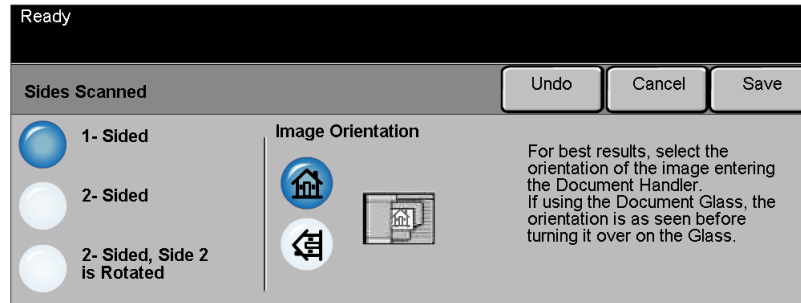 Ready
Sides Scanned
Undo
Cancel
Save
1- Sided
2- Sided
2- Sided, Side 2
is Rotated
Image Orientation
For best results, select the
orientation of the image entering
the Document Handler.
If using the Document Glass, the
orientation is as seen before
turning it over on the Glass.